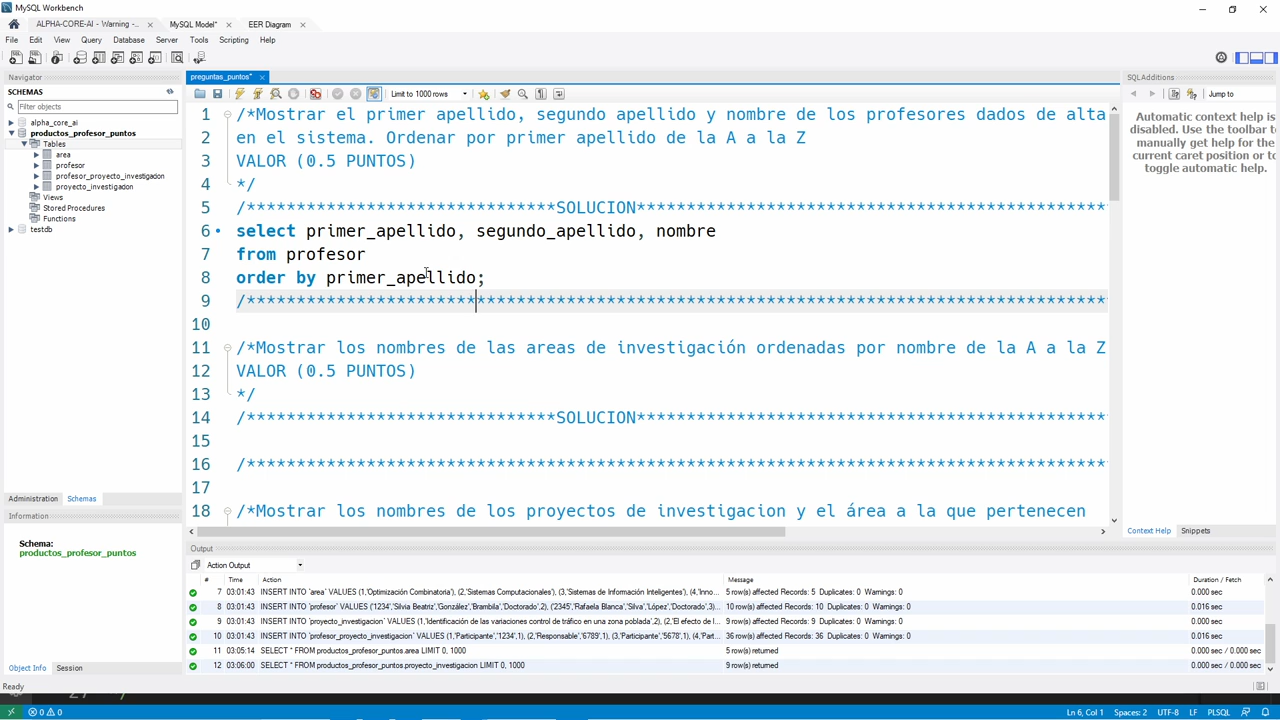 MySQL Workbench
ALPHA-CORE-AI - Warning -...
MySQL Model*
EER Diagram
File Edit View Query Database Server Tools Scripting Help
Navigator
SCHEMAS
Filter objects
alpha_core_ai
productos_profesor_puntos
Tables
area
profesor
profesor_proyecto_investigadon
proyecto_investigadon
Views
Stored Procedures
Functions
testdb
Administration Schemas
Information
Schema:
productos_profesor_puntos
Object Info Session
preguntas_puntos*
Limit to 1000 rows
1 /*Mostrar el primer apellido, segundo apellido y nombre de los profesores dados de alta
2 en el sistema. Ordenar por primer apellido de la A a la Z
3 VALOR (0.5 PUNTOS)
4 */
5 /*******************************SOLUCION***********************************************
6 select primer_apellido, segundo_apellido, nombre
7 from profesor
8 order by primer_apellido;
9 /**************************************************************************************
10
11 /*Mostrar los nombres de las areas de investigación ordenadas por nombre de la A a la Z
12 VALOR (0.5 PUNTOS)
13 */
14 /*******************************SOLUCION***********************************************
15
16 /**************************************************************************************
17
18 /*Mostrar los nombres de los proyectos de investigacion y el área a la que pertenecen
SQLAdditions
Jump to
Automatic context help is
disabled. Use the toolbar to
manually get help for the
current caret position or to
toggle automatic help.
Context Help Snippets
Output
Action Output
# Time Action Message Duration / Fetch
7 03:01:43 INSERT INTO `area` VALUES (1,'Optimización Combinatoria'), (2,'Sistemas Computacionales'), (3,'Sistemas de Información Inteligentes'), (4,'Inno... 5 row(s) affected Records: 5 Duplicates: 0 Warnings: 0 0.000 sec
8 03:01:43 INSERT INTO `profesor` VALUES ('1234','Silvia Beatriz','González','Brambila','Doctorado',2), ('2345','Rafaela Blanca','Silva','López','Doctorado',3)... 10 row(s) affected Records: 10 Duplicates: 0 Warnings: 0 0.016 sec
9 03:01:43 INSERT INTO `proyecto_investigacion` VALUES (1,'Identificación de las variaciones control de tráfico en una zona poblada',2), (2,'El efecto de l... 9 row(s) affected Records: 9 Duplicates: 0 Warnings: 0 0.000 sec
10 03:01:43 INSERT INTO `profesor_proyecto_investigacion` VALUES (1,'Participante','1234',1), (2,'Responsable','6789',1), (3,'Participante','5678',1), (4,'Part... 36 row(s) affected Records: 36 Duplicates: 0 Warnings: 0 0.016 sec
11 03:05:14 SELECT * FROM productos_profesor_puntos.area LIMIT 0, 1000 5 row(s) returned 0.000 sec / 0.000 sec
12 03:06:00 SELECT * FROM productos_profesor_puntos.proyecto_investigacion LIMIT 0, 1000 9 row(s) returned 0.000 sec / 0.000 sec
Ready
0 0
Ln 6, Col 1 Spaces: 2 UTF-8 LF PLSQL